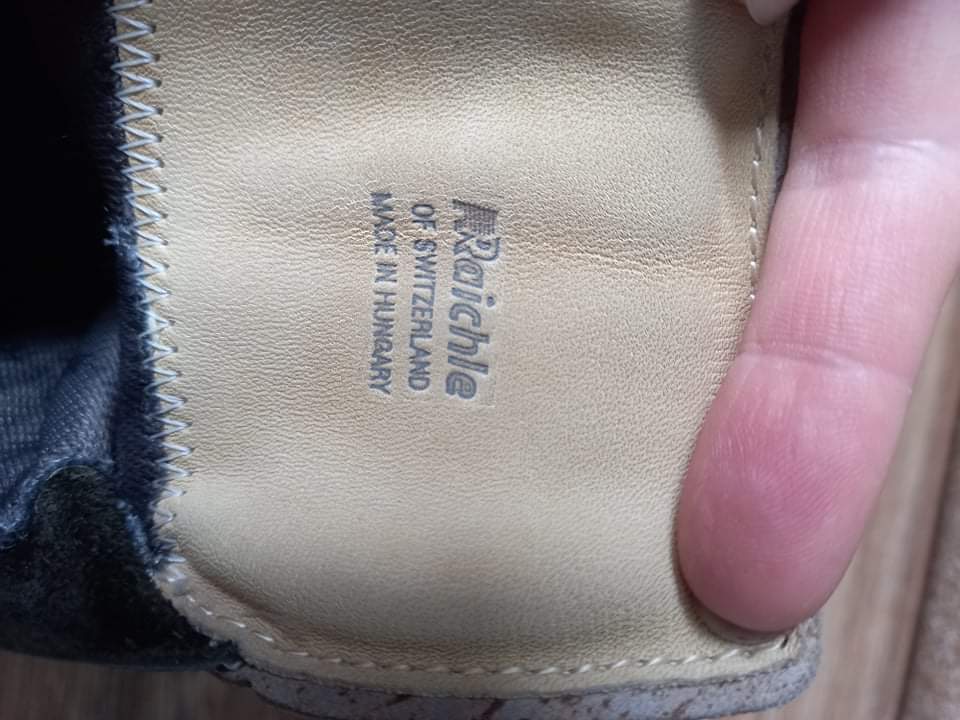 Raichle
OF SWITZERLAND
MADE IN HUNGARY